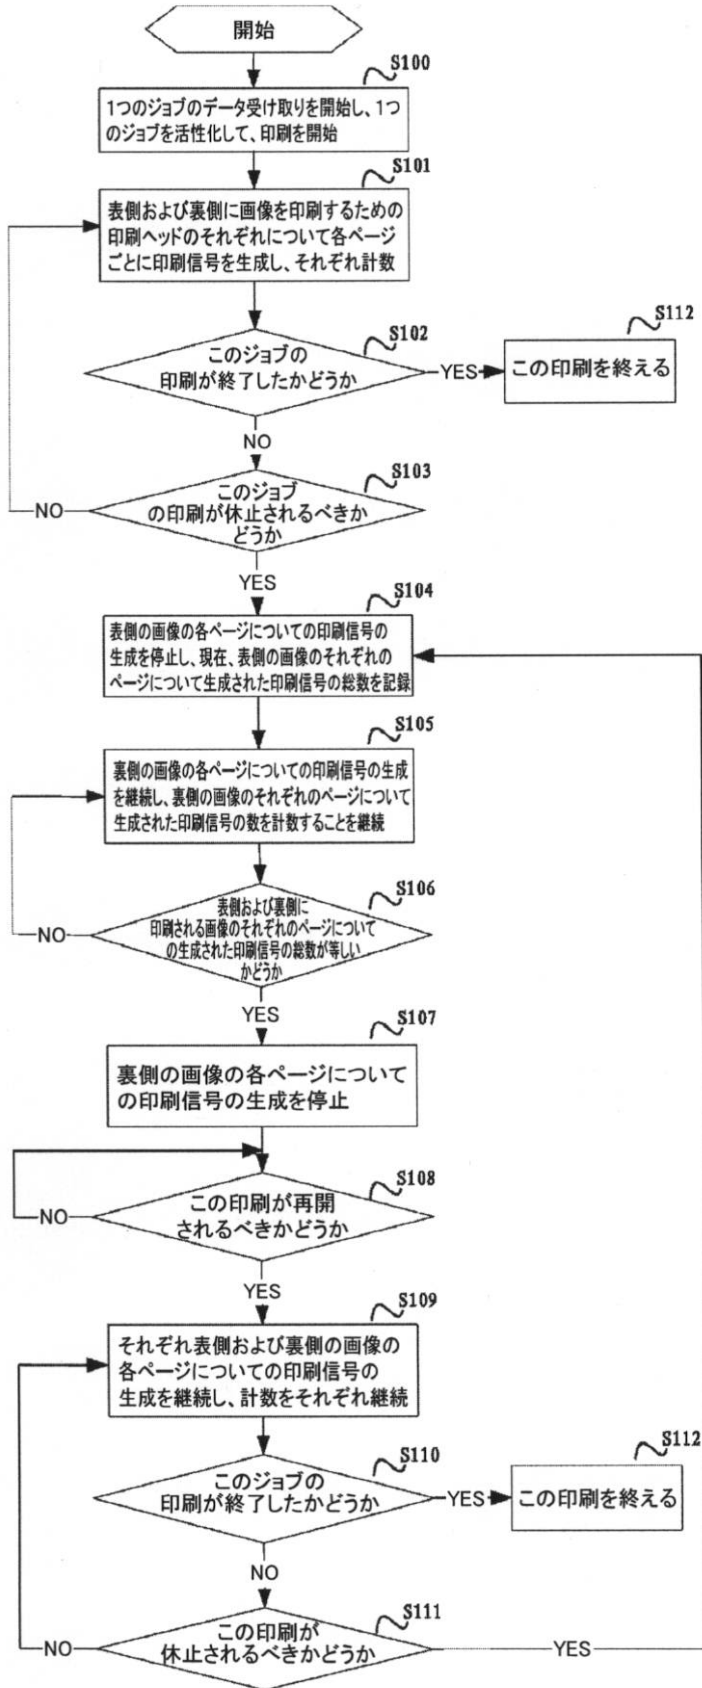 開始
S100
1つのジョブのデータ受け取りを開始し、1つ
のジョブを活性化して、印刷を開始
S101
表側および裏側に画像を印刷するための
印刷ヘッドのそれぞれについて各ページ
ごとに印刷信号を生成し、それぞれ計数
S102
このジョブの
印刷が終了したかどうか
YES
S112
この印刷を終える
NO
S103
このジョブ
の印刷が休止されるべきか
どうか
NO
YES
S104
表側の画像の各ページについての印刷信号の
生成を停止し、現在、表側の画像のそれぞれの
ページについて生成された印刷信号の総数を記録
S105
裏側の画像の各ページについての印刷信号の生成
を継続し、裏側の画像のそれぞれのページについて
生成された印刷信号の数を計数することを継続
S106
表側および裏側に
印刷される画像のそれぞれのページについて
の生成された印刷信号の総数が等しい
かどうか
NO
YES
S107
裏側の画像の各ページについて
の印刷信号の生成を停止
S108
この印刷が再開
されるべきかどうか
NO
YES
S109
それぞれ表側および裏側の画像の
各ページについての印刷信号の
生成を継続し、計数をそれぞれ継続
S110
このジョブの
印刷が終了したかどうか
YES
S112
この印刷を終える
NO
S111
この印刷が
休止されるべきかどうか
NO
YES